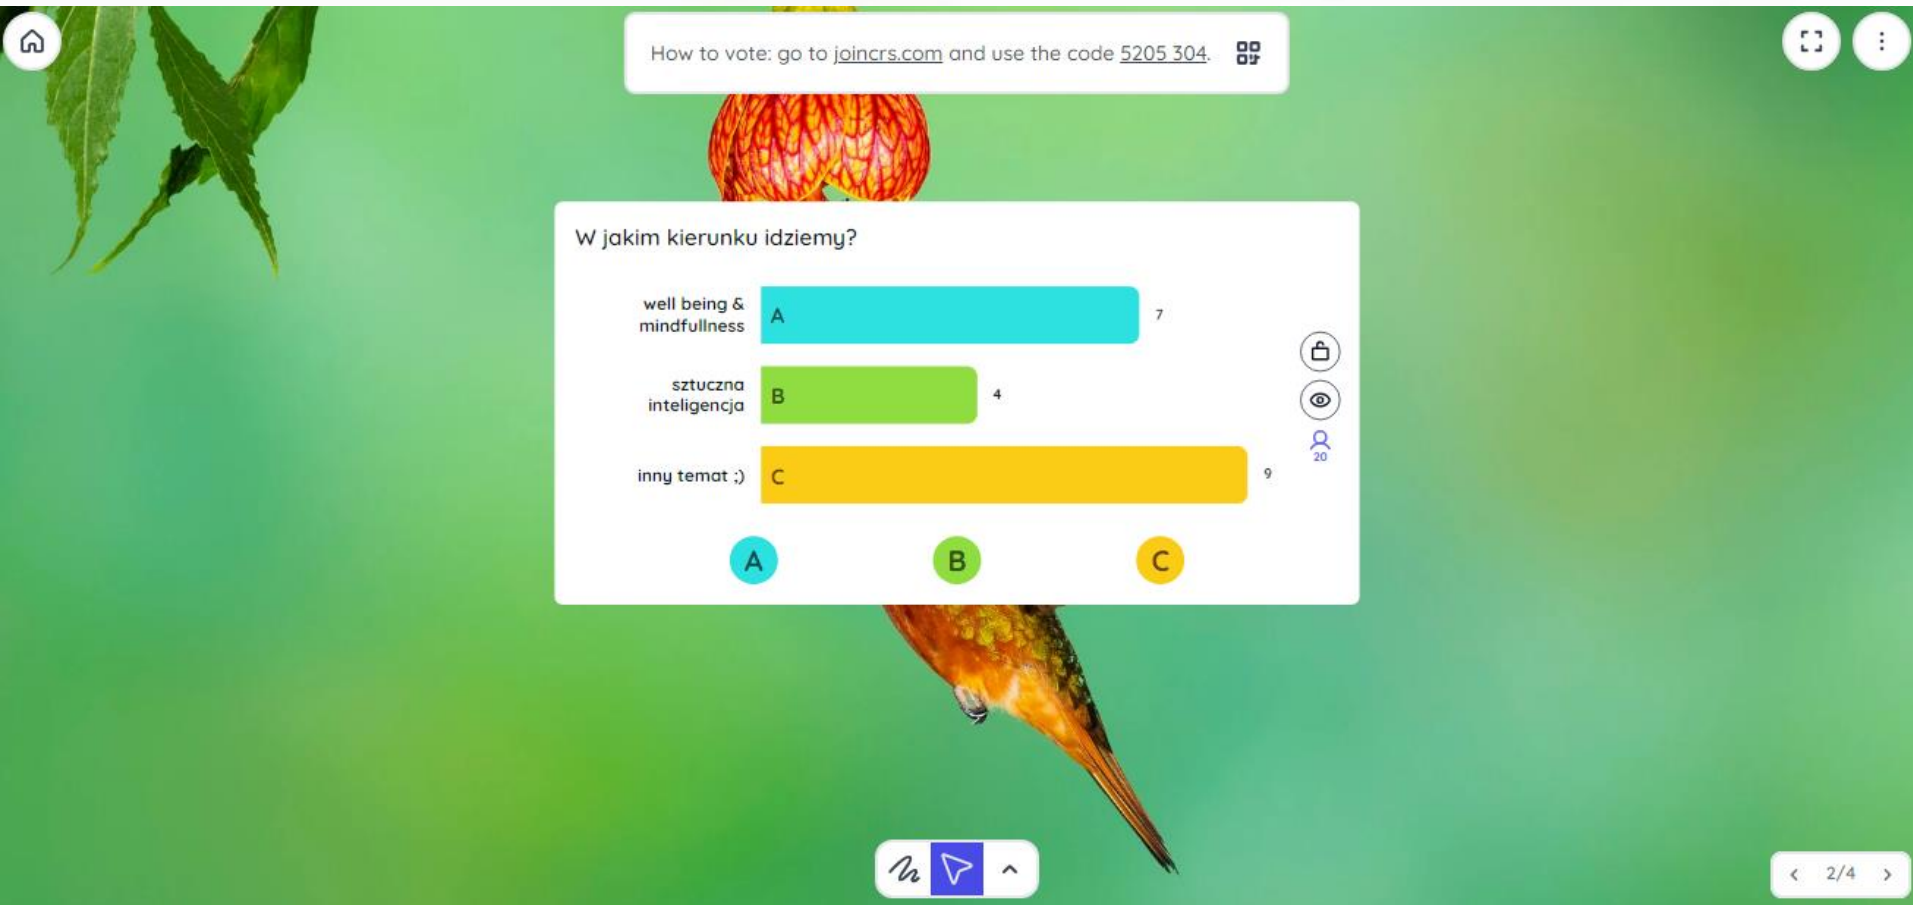 How to vote: go to joincrs.com and use the code 5205 304.
W jakim kierunku idziemy?
well being &
mindfullness
A
7
sztuczna
inteligencja
B
4
inny temat ;)
C
9
20
A
B
C
2/4